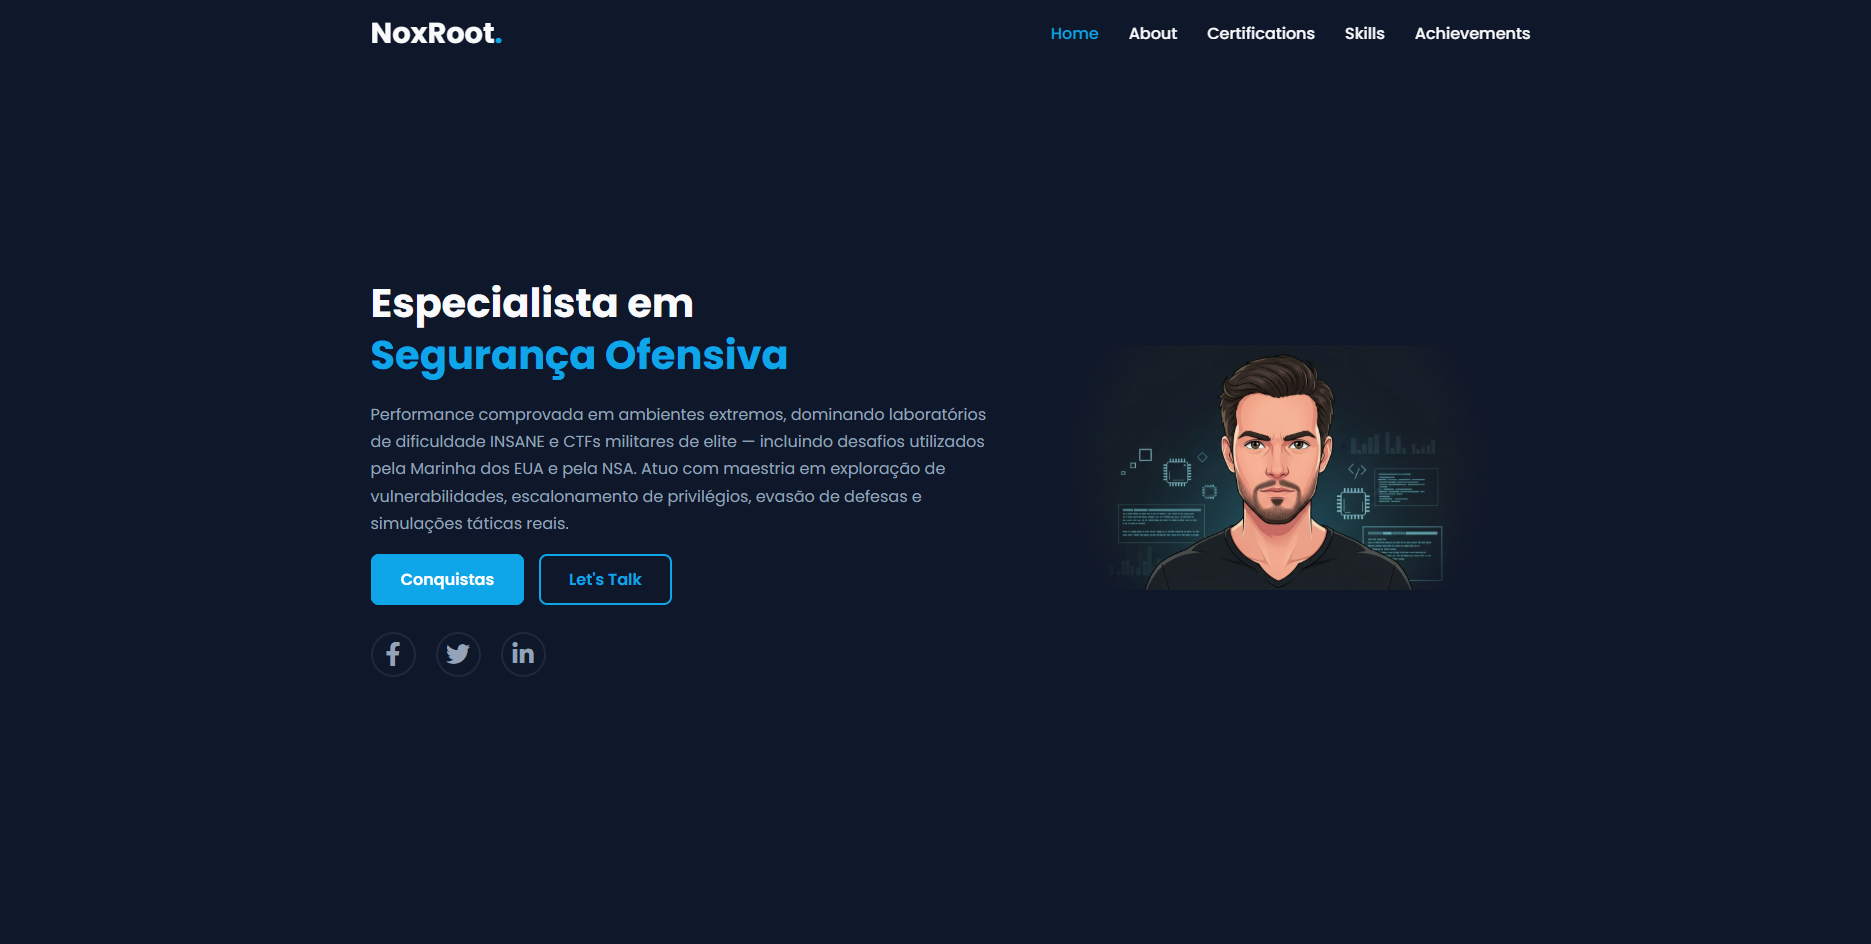 NoxRoot.
Home About Certifications Skills Achievements
Especialista em
Segurança Ofensiva
Performance comprovada em ambientes extremos, dominando laboratórios
de dificuldade INSANE e CTFs militares de elite — incluindo desafios utilizados
pela Marinha dos EUA e pela NSA. Atuo com maestria em exploração de
vulnerabilidades, escalonamento de privilégios, evasão de defesas e
simulações táticas reais.
Conquistas Let's Talk